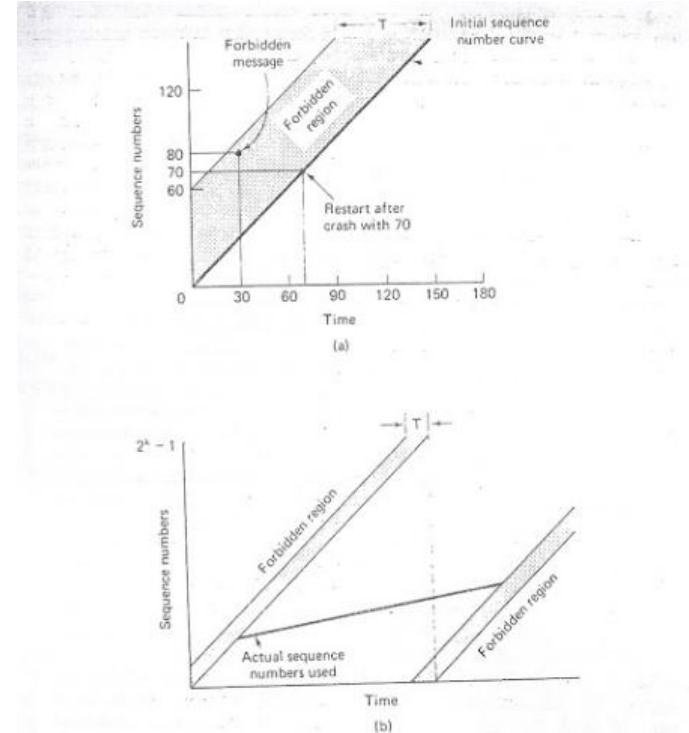 T
Initial sequence
number curve
Forbidden
message
120
Forbidden
region
80
70
60
Sequence numbers
Restart after
crash with 70
0
30
60
90
120
150
180
Time
(a)
T
2ᵏ − 1
Forbidden region
Sequence numbers
Forbidden region
Actual sequence
numbers used
Time
(b)